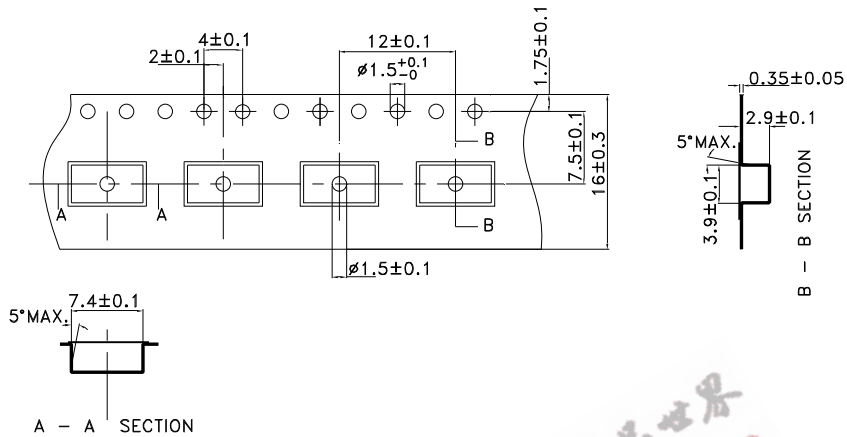 4±0.1
2±0.1
12±0.1
ø1.5+0.1-0
1.75±0.1
7.5±0.1
16±0.3
B
B
A
A
ø1.5±0.1
0.35±0.05
2.9±0.1
5°MAX.
3.9±0.1
B – B SECTION
7.4±0.1
5°MAX.
A – A SECTION
世界